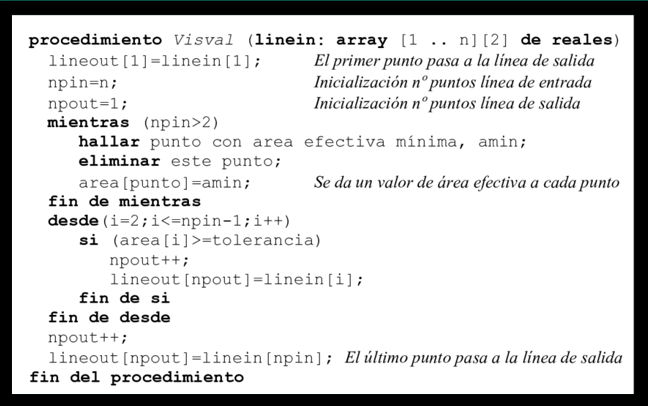 procedimiento Visval (linein: array [1 .. n][2] de reales)
lineout[1]=linein[1]; El primer punto pasa a la línea de salida
npin=n; Inicialización nº puntos línea de entrada
npout=1; Inicialización nº puntos línea de salida
mientras (npin>2)
hallar punto con area efectiva mínima, amin;
eliminar este punto;
area[punto]=amin; Se da un valor de área efectiva a cada punto
fin de mientras
desde(i=2;i<=npin-1;i++)
si (area[i]>=tolerancia)
npout++;
lineout[npout]=linein[i];
fin de si
fin de desde
npout++;
lineout[npout]=linein[npin]; El último punto pasa a la línea de salida
fin del procedimiento